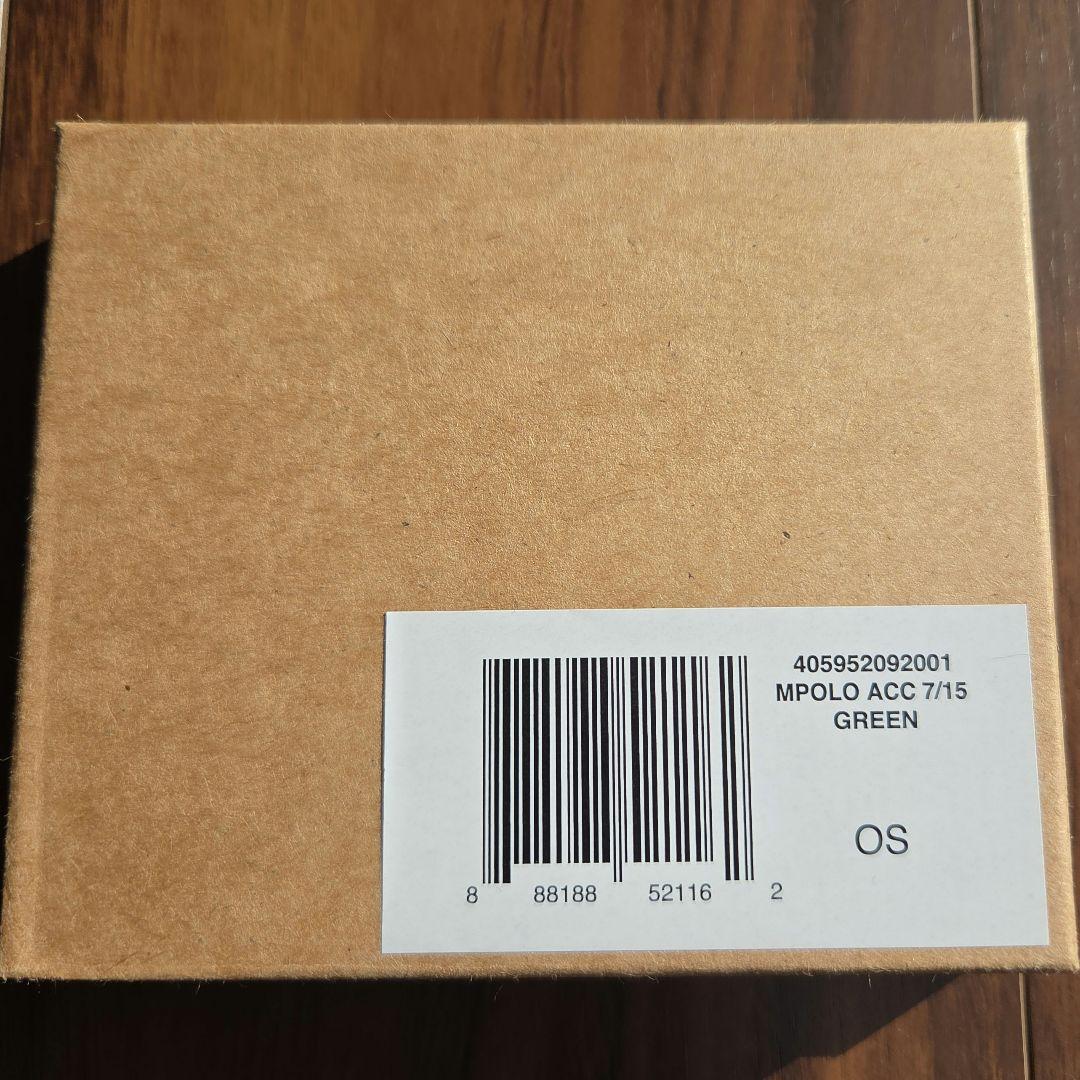 405952092001
MPOLO ACC 7/15
GREEN
OS
8 88188 52116 2